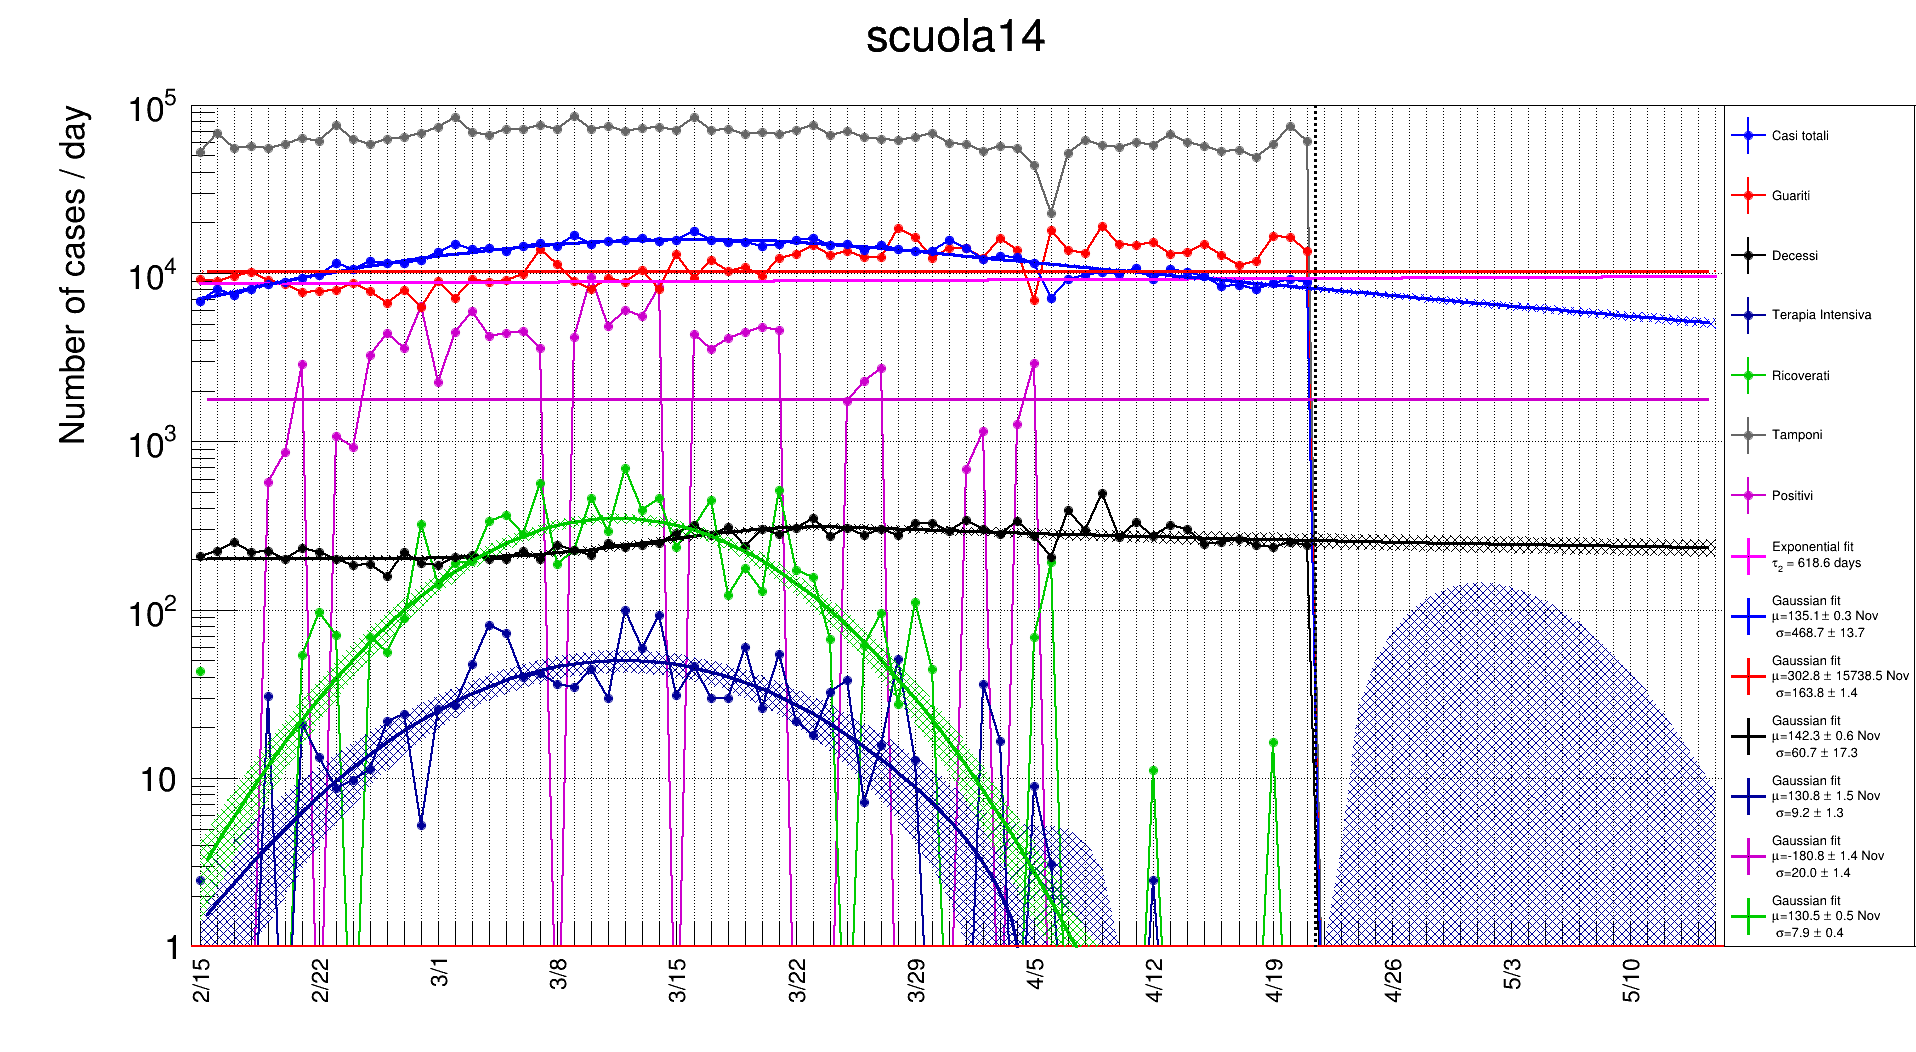 scuola14
Number of cases / day
10^5
10^4
10^3
10^2
10
1
2/15
2/22
3/1
3/8
3/15
3/22
3/29
4/5
4/12
4/19
4/26
5/3
5/10
Casi totali
Guariti
Decessi
Terapia Intensiva
Ricoverati
Tamponi
Positivi
Exponential fit
τ₂ = 618.6 days
Gaussian fit
μ=135.1± 0.3 Nov
σ=468.7 ± 13.7
Gaussian fit
μ=302.8 ± 15738.5 Nov
σ=163.8 ± 1.4
Gaussian fit
μ=142.3 ± 0.6 Nov
σ=60.7 ± 17.3
Gaussian fit
μ=130.8 ± 1.5 Nov
σ=9.2 ± 1.3
Gaussian fit
μ=-180.8 ± 1.4 Nov
σ=20.0 ± 1.4
Gaussian fit
μ=130.5 ± 0.5 Nov
σ=7.9 ± 0.4